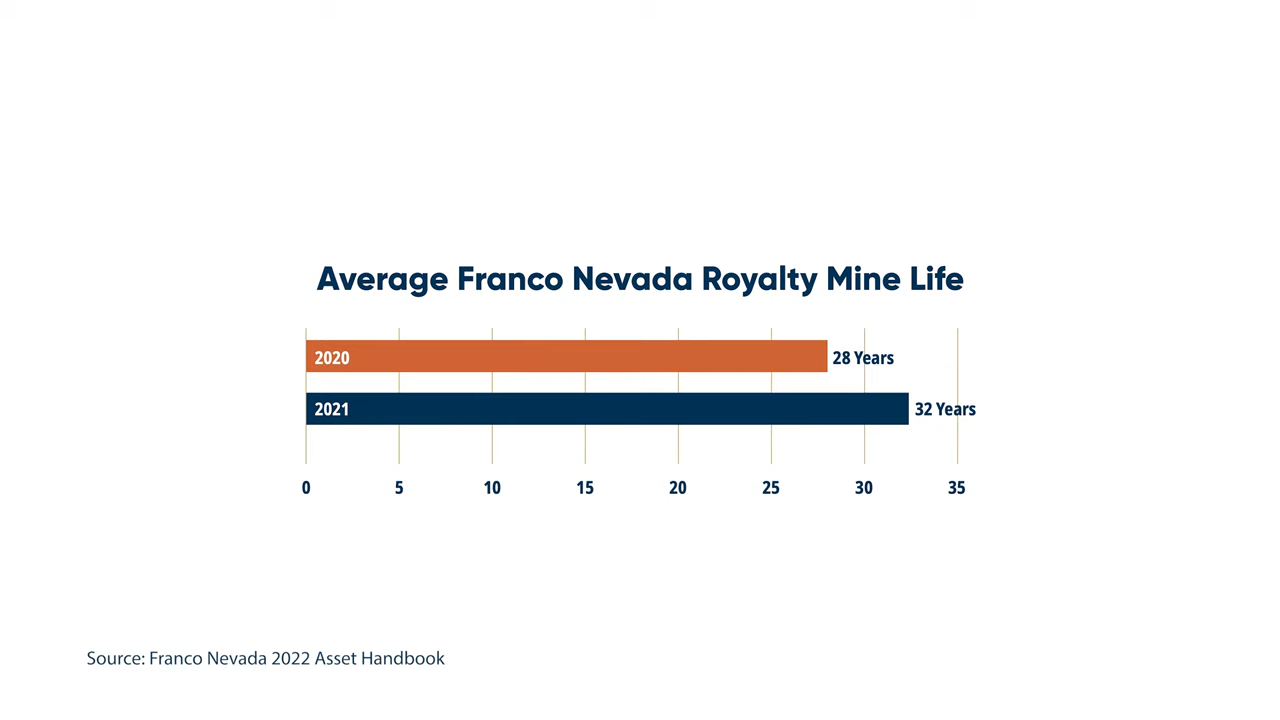 Average Franco Nevada Royalty Mine Life
2020 28 Years
2021 32 Years
0 5 10 15 20 25 30 35
Source: Franco Nevada 2022 Asset Handbook